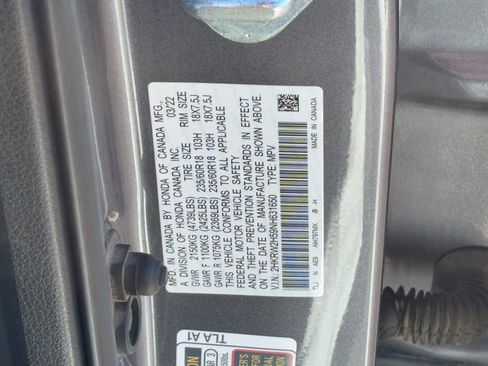 MFD. IN CANADA BY HONDA OF CANADA MFG.
A DIVISION OF HONDA CANADA INC. 03/22
TIRE SIZE RIM SIZE
GVWR 2150KG (4739LBS)
GAWR F 1100KG (2425LBS) 235/60R18 103H 18X7.5J
GAWR R 1075KG (2369LBS) 235/60R18 103H 18X7.5J
THIS VEHICLE CONFORMS TO ALL APPLICABLE
FEDERAL MOTOR VEHICLE SAFETY
AND THEFT PREVENTION STANDARDS IN EFFECT
ON THE DATE OF MANUFACTURE SHOWN ABOVE.
V.I.N.: 2HKRW2H59NH631650 TYPE: MPV
-B -H
MADE IN CANADA
TLA A1